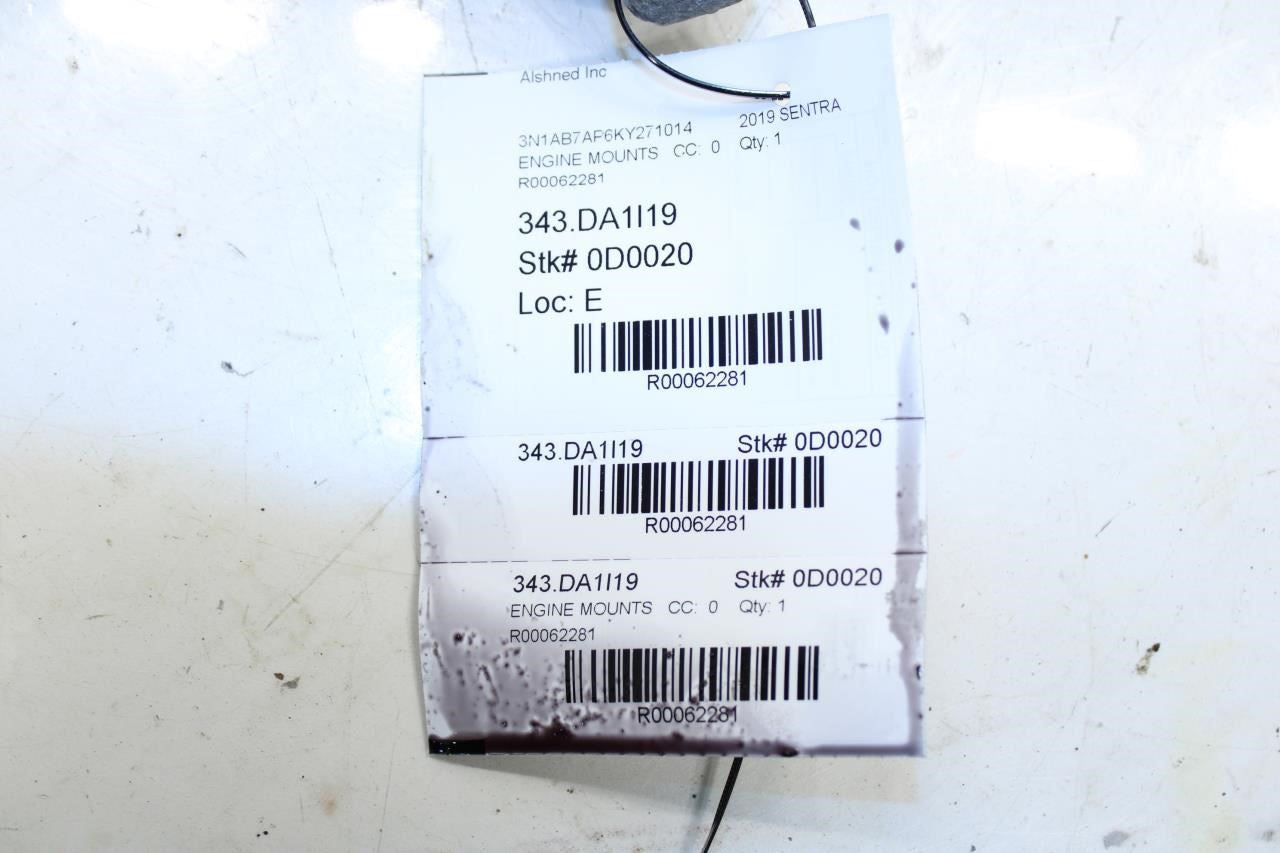 Alshned Inc
3N1AB7AP6KY271014 2019 SENTRA
ENGINE MOUNTS CC: 0 Qty: 1
R00062281
343.DA1I19
Stk# 0D0020
Loc: E
R00062281
343.DA1I19 Stk# 0D0020
R00062281
343.DA1I19 Stk# 0D0020
ENGINE MOUNTS CC: 0 Qty: 1
R00062281
R00062281